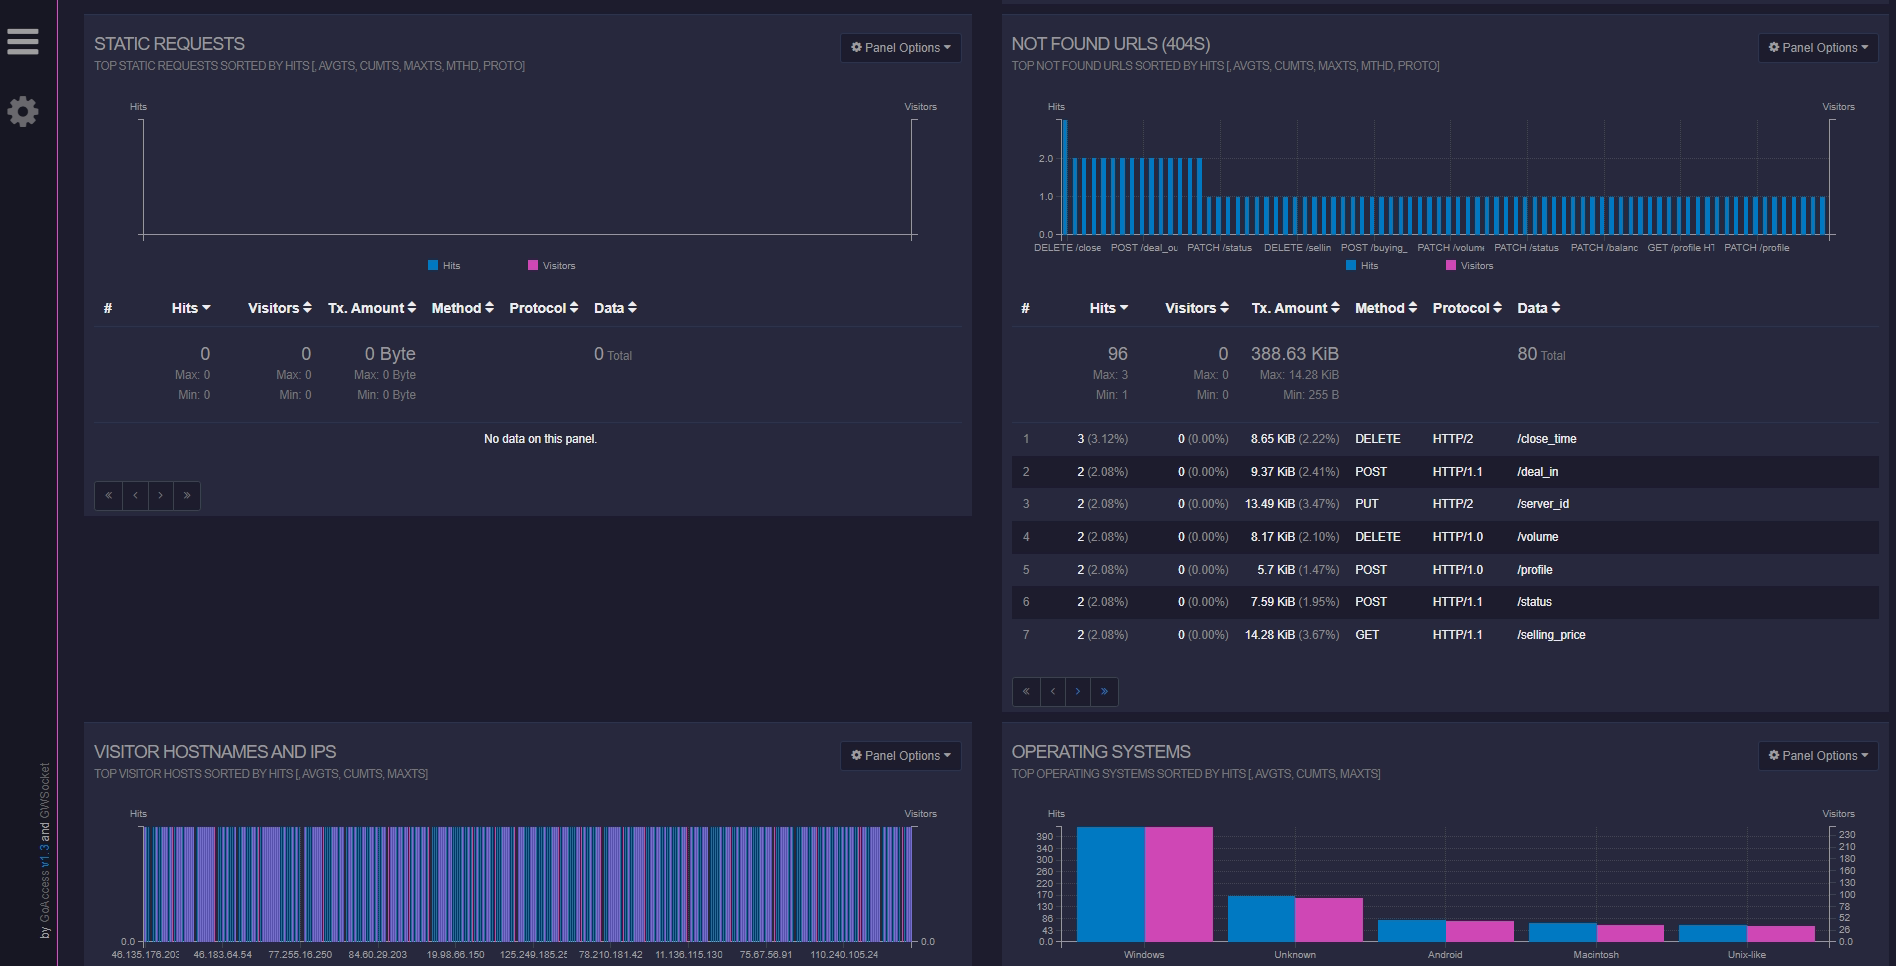 STATIC REQUESTS
Panel Options
TOP STATIC REQUESTS SORTED BY HITS [, AVGTS, CUMTS, MAXTS, MTHD, PROTO]
Hits Visitors
Hits Visitors
# Hits Visitors Tx. Amount Method Protocol Data
0 0 0 Byte 0 Total
Max: 0 Max: 0 Max: 0 Byte
Min: 0 Min: 0 Min: 0 Byte
No data on this panel.
« ‹ › »
NOT FOUND URLS (404S)
Panel Options
TOP NOT FOUND URLS SORTED BY HITS [, AVGTS, CUMTS, MAXTS, MTHD, PROTO]
Hits Visitors
2.0
1.0
0.0
DELETE /close POST /deal_ou PATCH /status DELETE /sellin POST /buying_ PATCH /volum PATCH /status PATCH /balanc GET /profile HT PATCH /profile
Hits Visitors
# Hits Visitors Tx. Amount Method Protocol Data
96 0 388.63 KiB 80 Total
Max: 3 Max: 0 Max: 14.28 KiB
Min: 1 Min: 0 Min: 255 B
1 3 (3.12%) 0 (0.00%) 8.65 KiB (2.22%) DELETE HTTP/2 /close_time
2 2 (2.08%) 0 (0.00%) 9.37 KiB (2.41%) POST HTTP/1.1 /deal_in
3 2 (2.08%) 0 (0.00%) 13.49 KiB (3.47%) PUT HTTP/2 /server_id
4 2 (2.08%) 0 (0.00%) 8.17 KiB (2.10%) DELETE HTTP/1.0 /volume
5 2 (2.08%) 0 (0.00%) 5.7 KiB (1.47%) POST HTTP/1.0 /profile
6 2 (2.08%) 0 (0.00%) 7.59 KiB (1.95%) POST HTTP/1.1 /status
7 2 (2.08%) 0 (0.00%) 14.28 KiB (3.67%) GET HTTP/1.1 /selling_price
« ‹ › »
VISITOR HOSTNAMES AND IPS
Panel Options
TOP VISITOR HOSTS SORTED BY HITS [, AVGTS, CUMTS, MAXTS]
Hits Visitors
0.0 0.0
46.135.176.203 46.183.64.54 77.255.16.250 84.60.29.203 19.98.66.150 125.249.185.25 78.210.181.42 11.136.115.130 75.67.56.91 110.240.105.24
OPERATING SYSTEMS
Panel Options
TOP OPERATING SYSTEMS SORTED BY HITS [, AVGTS, CUMTS, MAXTS]
Hits Visitors
390 230
340 210
300 180
260 160
220 130
170 100
130 78
86 52
43 26
0.0 0.0
Windows Unknown Android Macintosh Unix-like
by GoAccess v1.3 and GWSocket